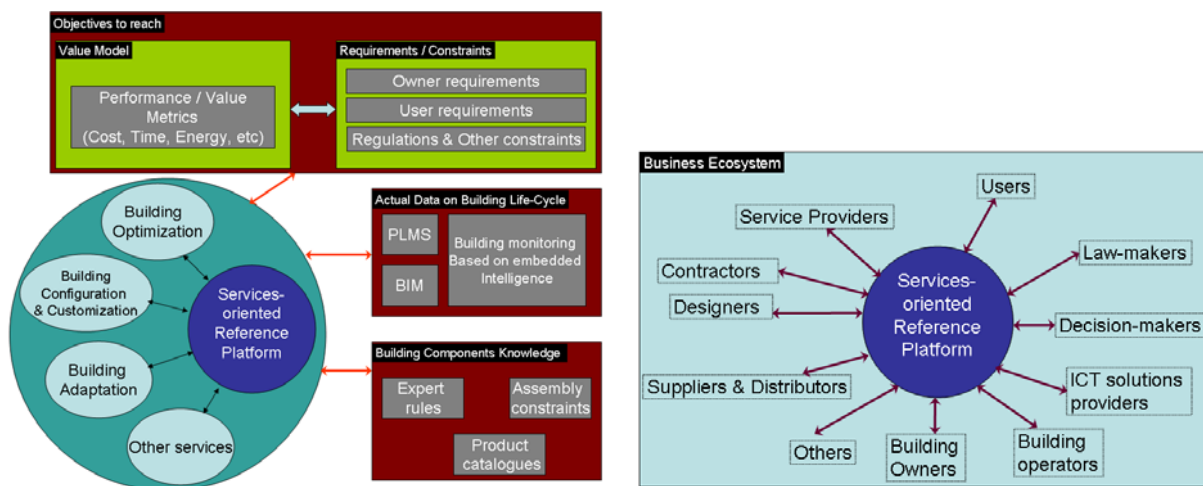 Objectives to reach
Value Model
Performance / Value
Metrics
(Cost, Time, Energy, etc)
Requirements / Constraints
Owner requirements
User requirements
Regulations & Other constraints
Building
Optimization
Building
Configuration
& Customization
Building
Adaptation
Other services
Services-
oriented
Reference
Platform
Actual Data on Building Life-Cycle
PLMS
BIM
Building monitoring
Based on embedded
Intelligence
Building Components Knowledge
Expert
rules
Assembly
constraints
Product
catalogues
Business Ecosystem
Users
Service Providers
Law-makers
Contractors
Designers
Services-
oriented
Reference
Platform
Decision-makers
Suppliers & Distributors
ICT solutions
providers
Others
Building
Owners
Building
operators